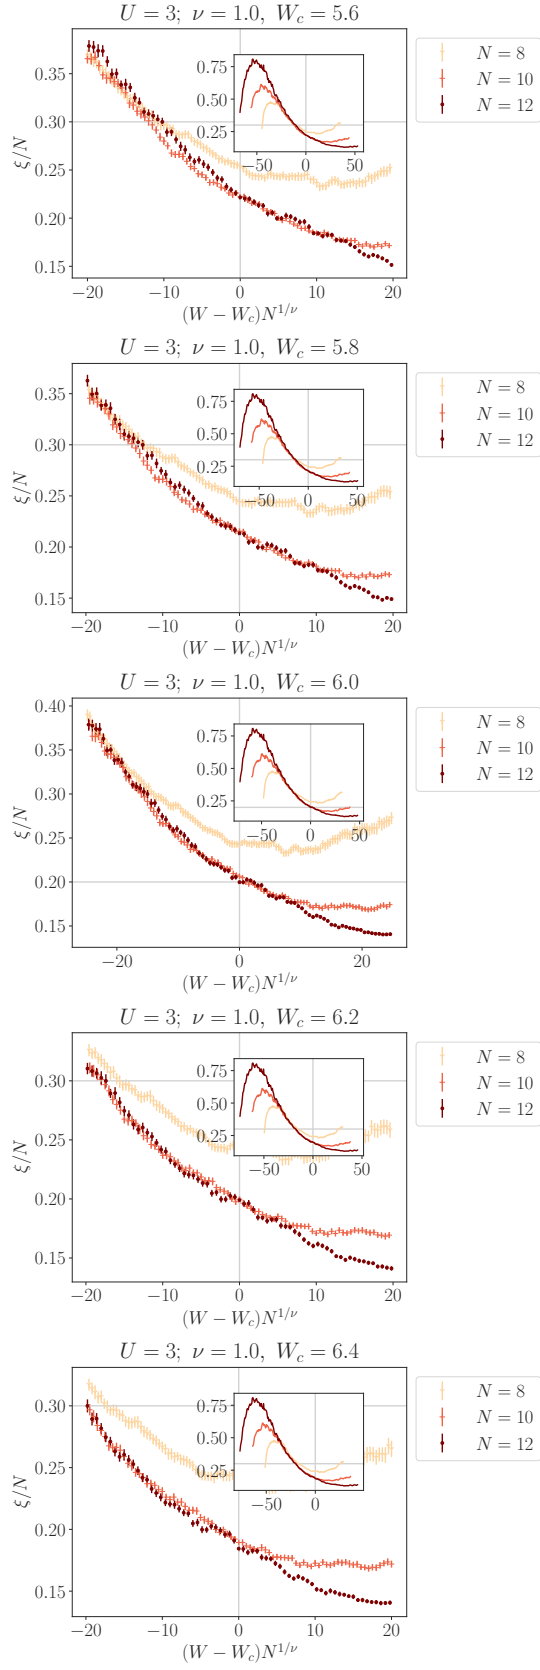 U = 3; ν = 1.0, W_c = 5.6
0.35
0.30
0.25
0.20
0.15
ξ/N
0.75
0.50
0.25
−50
0
50
−20
−10
0
10
20
(W − W_c)N^{1/ν}
N = 8
N = 10
N = 12
U = 3; ν = 1.0, W_c = 5.8
0.35
0.30
0.25
0.20
0.15
ξ/N
0.75
0.50
0.25
−50
0
50
−20
−10
0
10
20
(W − W_c)N^{1/ν}
N = 8
N = 10
N = 12
U = 3; ν = 1.0, W_c = 6.0
0.40
0.35
0.30
0.25
0.20
0.15
ξ/N
0.75
0.50
0.25
−50
0
50
−20
0
20
(W − W_c)N^{1/ν}
N = 8
N = 10
N = 12
U = 3; ν = 1.0, W_c = 6.2
0.30
0.25
0.20
0.15
ξ/N
0.75
0.50
0.25
−50
0
50
−20
−10
0
10
20
(W − W_c)N^{1/ν}
N = 8
N = 10
N = 12
U = 3; ν = 1.0, W_c = 6.4
0.30
0.25
0.20
0.15
ξ/N
0.75
0.50
0.25
−50
0
−20
−10
0
10
20
(W − W_c)N^{1/ν}
N = 8
N = 10
N = 12